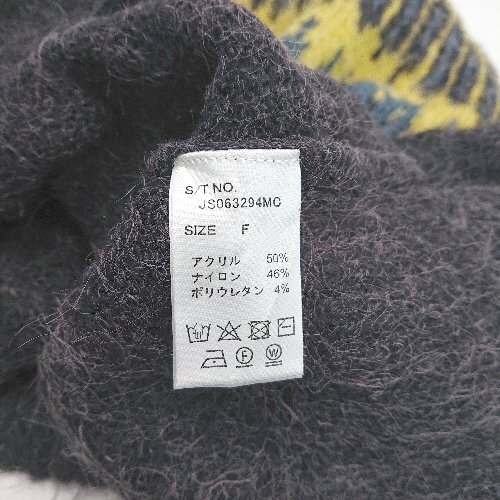 S/T NO.
JS063294MC
SIZE F
アクリル 50%
ナイロン 46%
ポリウレタン 4%
F W